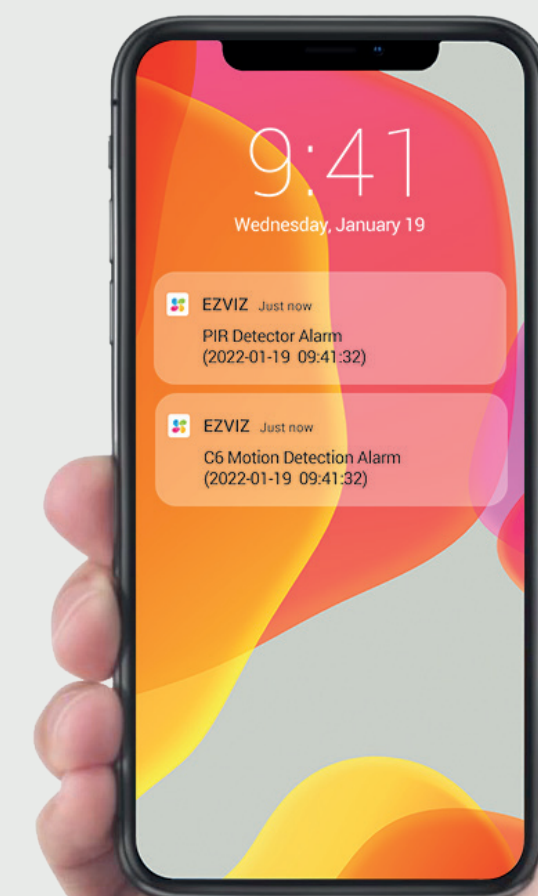 9:41
Wednesday, January 19
EZVIZ Just now
PIR Detector Alarm
(2022-01-19 09:41:32)
EZVIZ Just now
C6 Motion Detection Alarm
(2022-01-19 09:41:32)